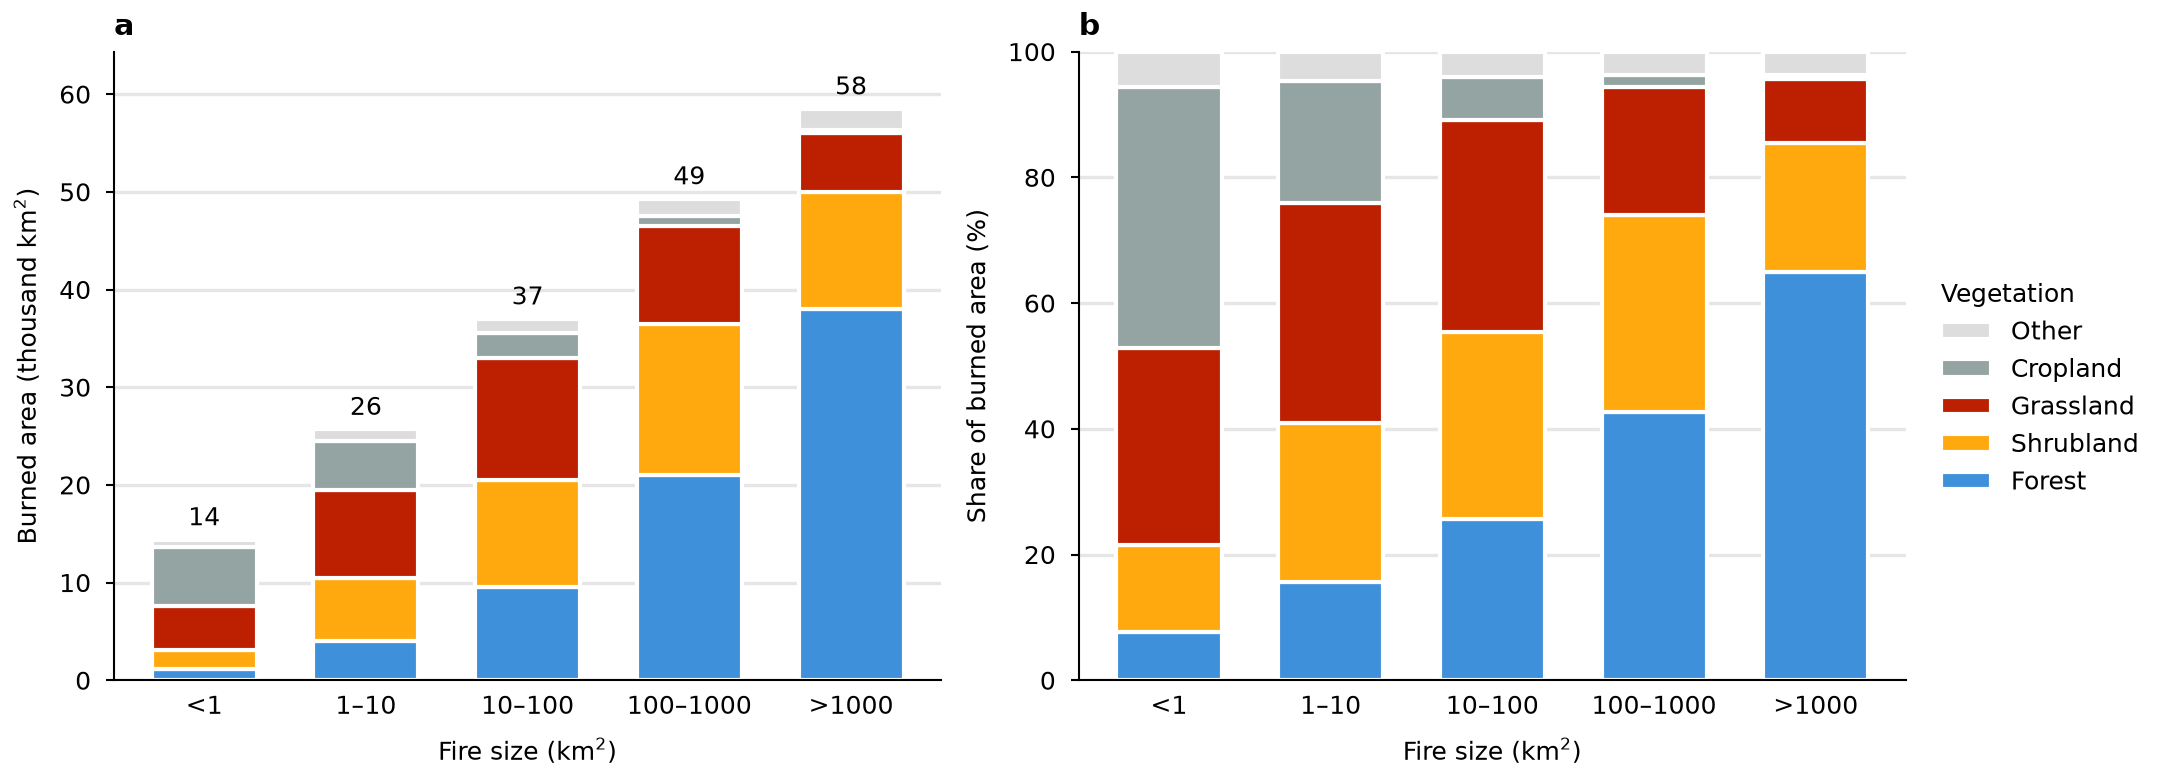 a
Burned area (thousand km²)
60
50
40
30
20
10
0
14
26
37
49
58
<1
1–10
10–100
100–1000
>1000
Fire size (km²)
b
Share of burned area (%)
100
80
60
40
20
0
<1
1–10
10–100
100–1000
>1000
Fire size (km²)
Vegetation
Other
Cropland
Grassland
Shrubland
Forest